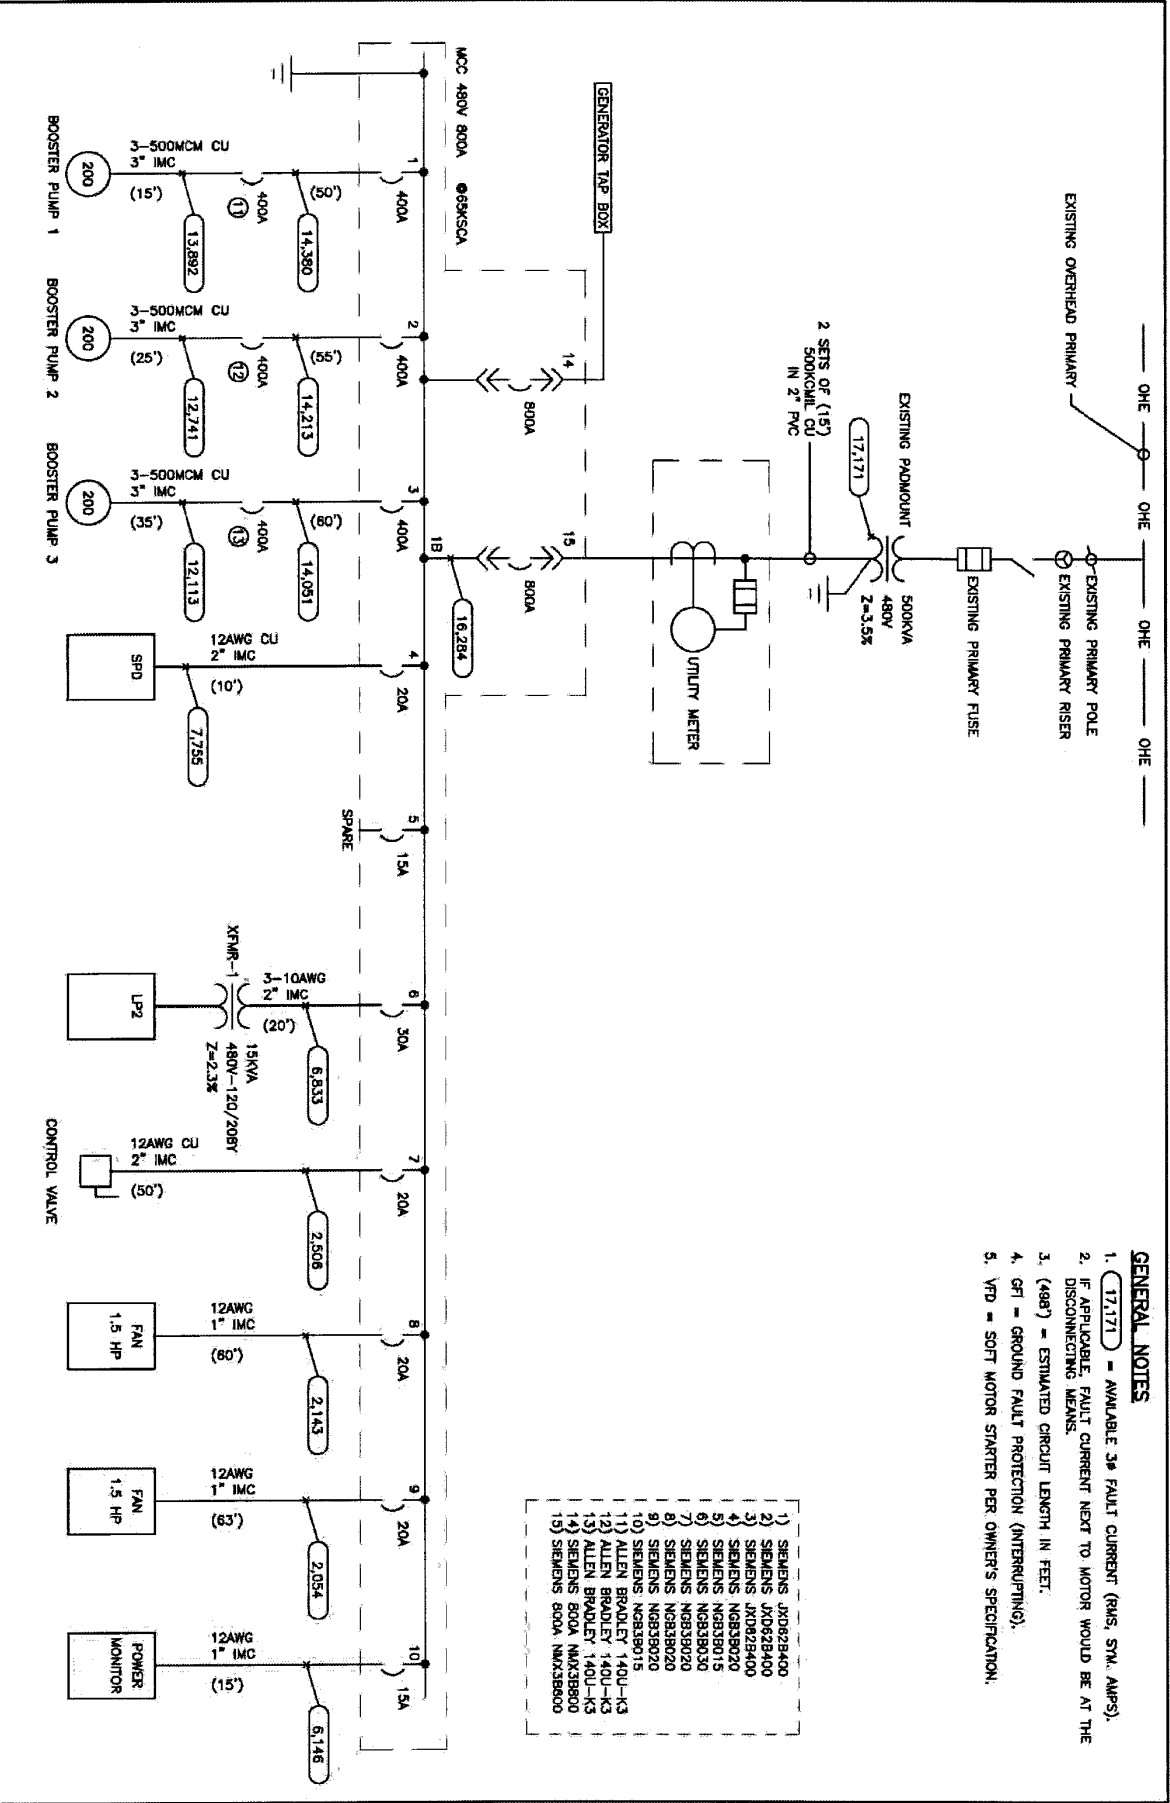 OHE
OHE
OHE
OHE
EXISTING OVERHEAD PRIMARY
EXISTING PRIMARY POLE
EXISTING PRIMARY RISER
EXISTING PRIMARY FUSE
EXISTING PADMOUNT
500KVA
480V
Z=3.5%
17,171
2 SETS OF (15')
500KCMIL CU
IN 2" PVC
UTILITY METER
GENERATOR TAP BOX
14
800A
15
800A
1B
16,284
MCC 480V 800A @65KSCA
1
400A
(50')
14,380
400A
11
13,892
3-500MCM CU
3" IMC
(15')
200
BOOSTER PUMP 1
2
400A
(55')
14,213
400A
12
12,741
3-500MCM CU
3" IMC
(25')
200
BOOSTER PUMP 2
3
400A
(60')
14,051
400A
13
12,113
3-500MCM CU
3" IMC
(35')
200
BOOSTER PUMP 3
4
20A
12AWG CU
2" IMC
(10')
7,755
SPD
5
15A
SPARE
6
30A
3-10AWG
2" IMC
(20')
6,833
XFMR-1
15KVA
480V-120/208Y
Z=2.3%
LP2
7
20A
2,506
12AWG CU
2" IMC
(50')
CONTROL VALVE
8
20A
2,143
12AWG
1" IMC
(60')
FAN
1.5 HP
9
20A
2,054
12AWG
1" IMC
(63')
FAN
1.5 HP
10
15A
6,146
12AWG
1" IMC
(15')
POWER
MONITOR
GENERAL NOTES
1. 17,171 = AVAILABLE 3ø FAULT CURRENT (RMS, SYM. AMPS).
2. IF APPLICABLE, FAULT CURRENT NEXT TO MOTOR WOULD BE AT THE
DISCONNECTING MEANS.
3. (498') = ESTIMATED CIRCUIT LENGTH IN FEET.
4. GFI = GROUND FAULT PROTECTION (INTERRUPTING).
5. VFD = SOFT MOTOR STARTER PER OWNER'S SPECIFICATION.
1) SIEMENS JXD62B400
2) SIEMENS JXD62B400
3) SIEMENS JXD62B400
4) SIEMENS NGB3B020
5) SIEMENS NGB3B015
6) SIEMENS NGB3B030
7) SIEMENS NGB3B020
8) SIEMENS NGB3B020
9) SIEMENS NGB3B020
10) SIEMENS NGB3B015
11) ALLEN BRADLEY 140U-K3
12) ALLEN BRADLEY 140U-K3
13) ALLEN BRADLEY 140U-K3
14) SIEMENS 800A NMX3B800
15) SIEMENS 800A NMX3B800